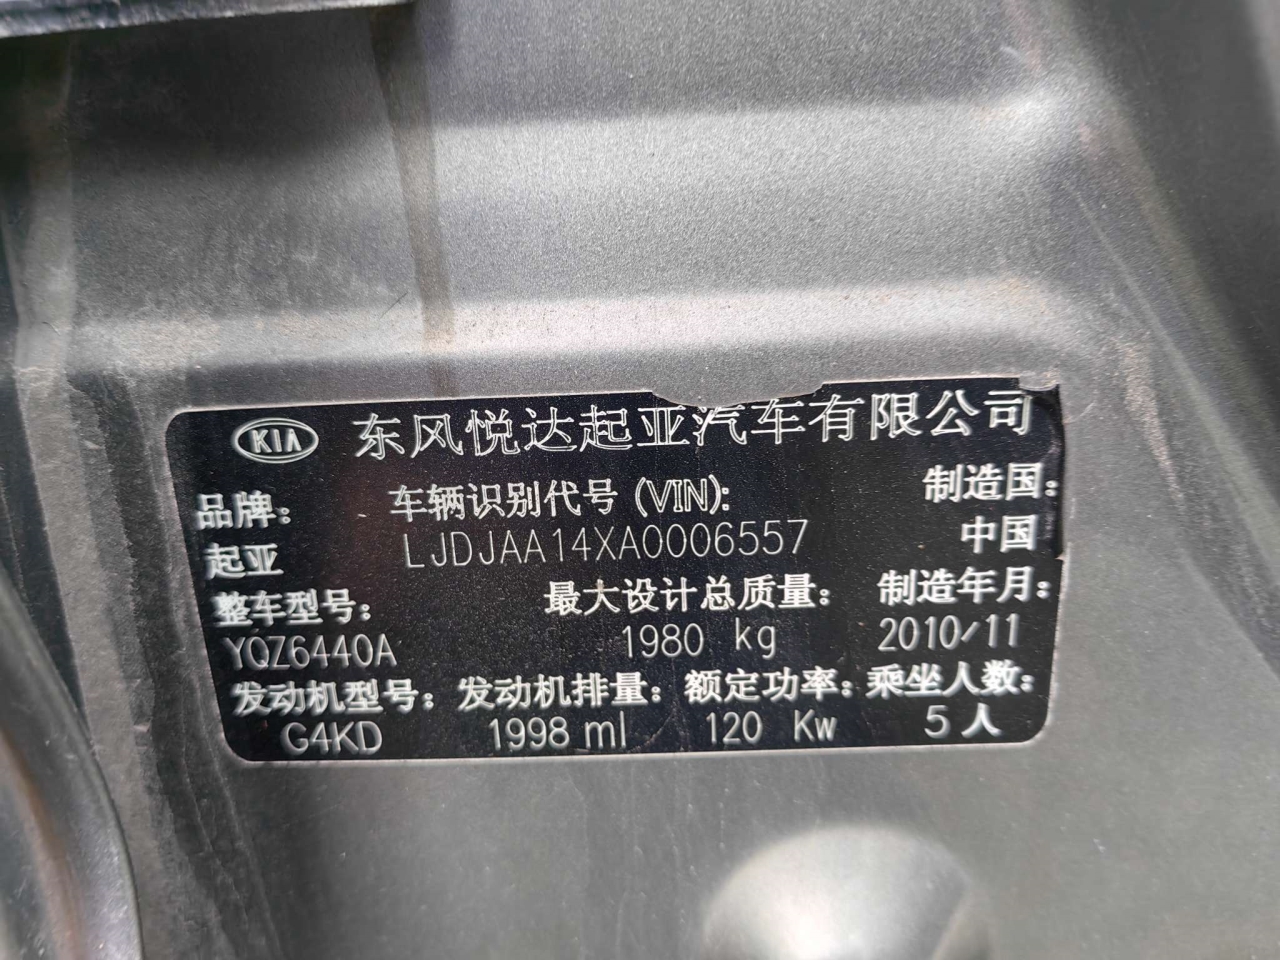 KIA 东风悦达起亚汽车有限公司
品牌: 车辆识别代号 (VIN): 制造国:
起亚 LJDJAA14XA0006557 中国
整车型号: 最大设计总质量: 制造年月:
YQZ6440A 1980 kg 2010/11
发动机型号: 发动机排量: 额定功率: 乘坐人数:
G4KD 1998 ml 120 Kw 5人